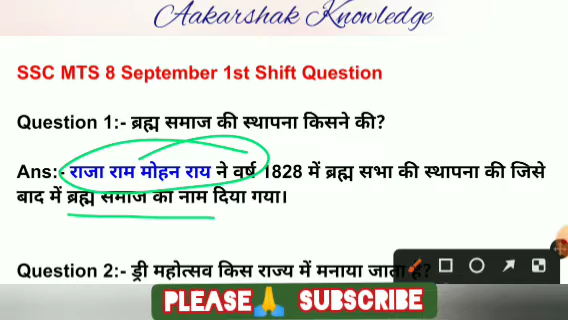 Aakarshak Knowledge
SSC MTS 8 September 1st Shift Question
Question 1:- ब्रह्म समाज की स्थापना किसने की?
Ans:- राजा राम मोहन राय ने वर्ष 1828 में ब्रह्म सभा की स्थापना की जिसे
बाद में ब्रह्म समाज का नाम दिया गया।
Question 2:- ड्री महोत्सव किस राज्य में मनाया जाता है?
PLEASE🙏 SUBSCRIBE